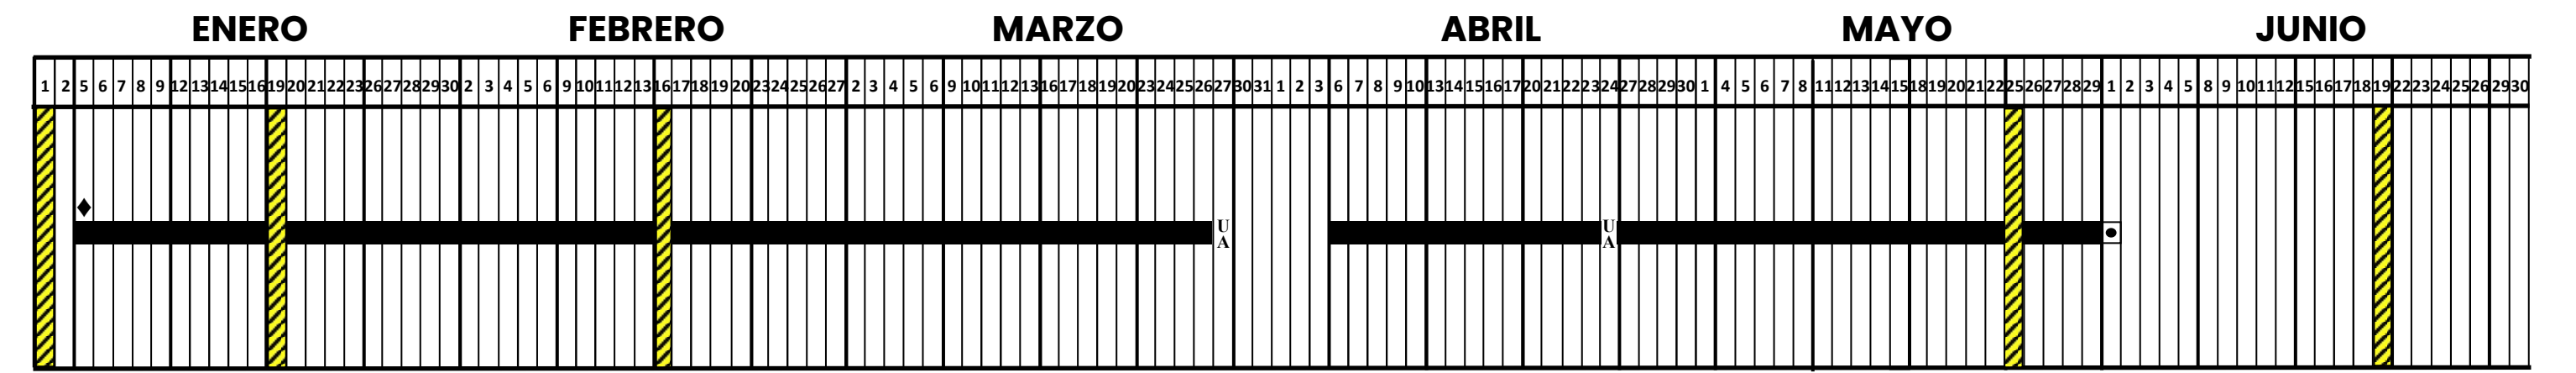 ENERO FEBRERO MARZO ABRIL MAYO JUNIO
1 2 5 6 7 8 9 12 13 14 15 16 19 20 21 22 23 26 27 28 29 30 2 3 4 5 6 9 10 11 12 13 16 17 18 19 20 23 24 25 26 27 2 3 4 5 6 9 10 11 12 13 16 17 18 19 20 23 24 25 26 27 30 31 1 2 3 6 7 8 9 10 13 14 15 16 17 20 21 22 23 24 27 28 29 30 1 4 5 6 7 8 11 12 13 14 15 18 19 20 21 22 25 26 27 28 29 1 2 3 4 5 8 9 10 11 12 15 16 17 18 19 22 23 24 25 26 29 30
U U
A A